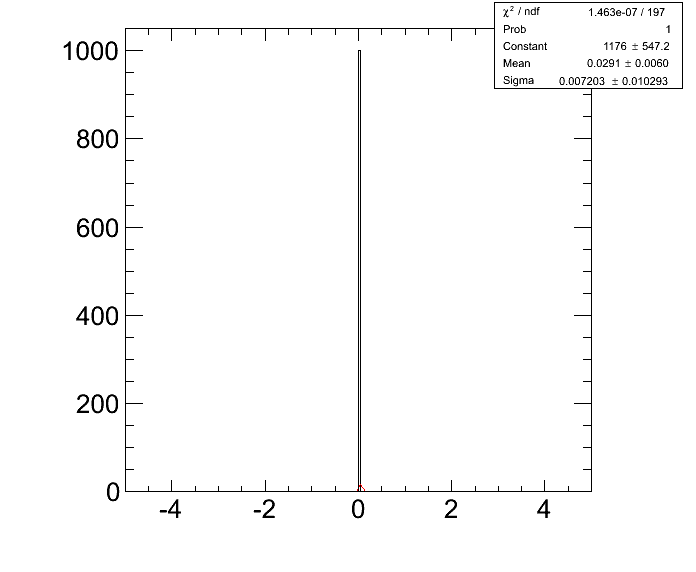 χ² / ndf 1.463e-07 / 197
Prob 1
Constant 1176 ± 547.2
Mean 0.0291 ± 0.0060
Sigma 0.007203 ± 0.010293
1000
800
600
400
200
0
-4 -2 0 2 4